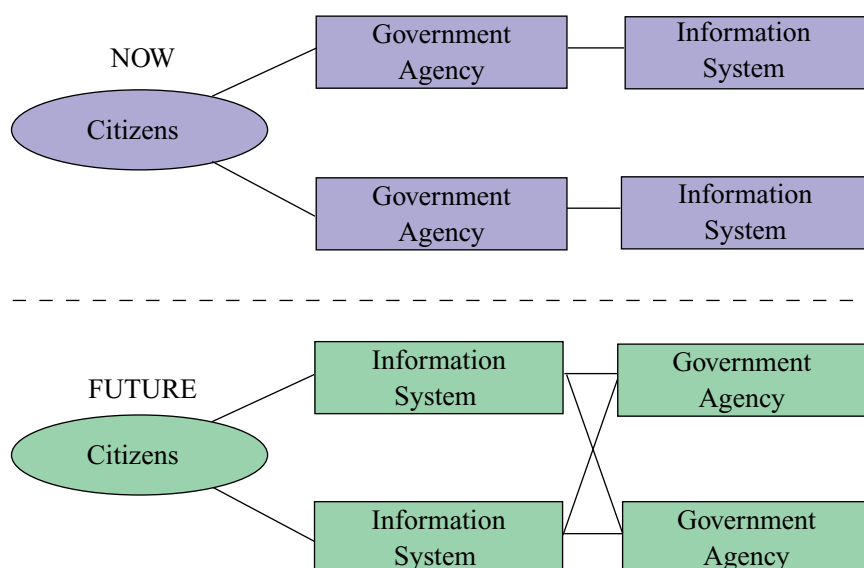 NOW
Citizens
Government
Agency
Information
System
Government
Agency
Information
System
FUTURE
Citizens
Information
System
Government
Agency
Information
System
Government
Agency